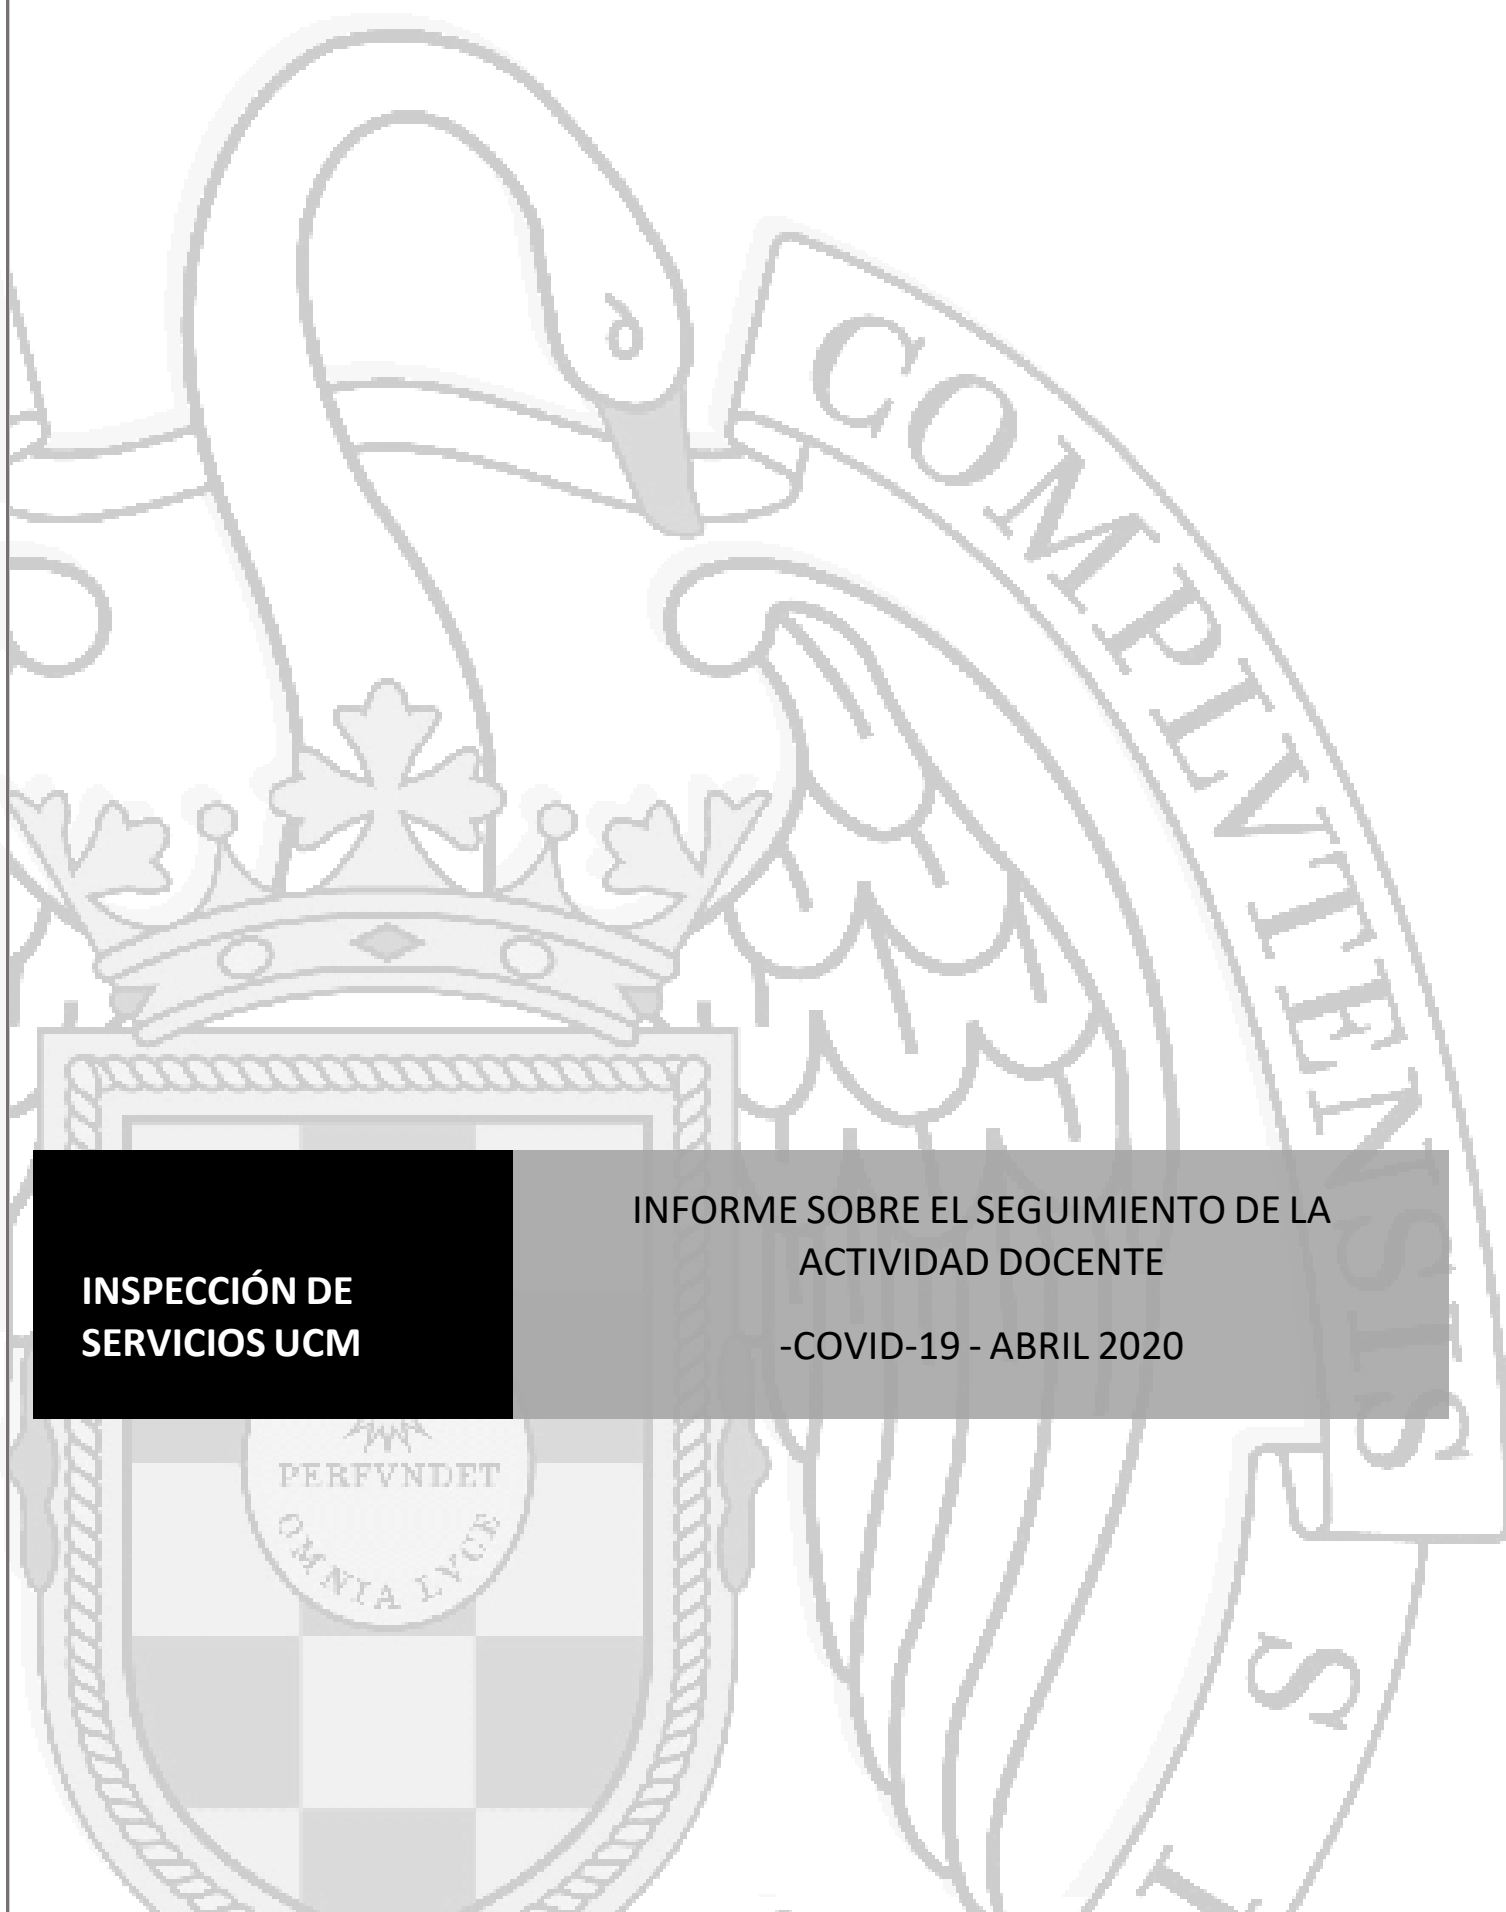 COMPLVTENSIS
INSPECCIÓN DE
SERVICIOS UCM
INFORME SOBRE EL SEGUIMIENTO DE LA
ACTIVIDAD DOCENTE
-COVID-19 - ABRIL 2020
PERFVNDET
OMNIA LVCE
S
I